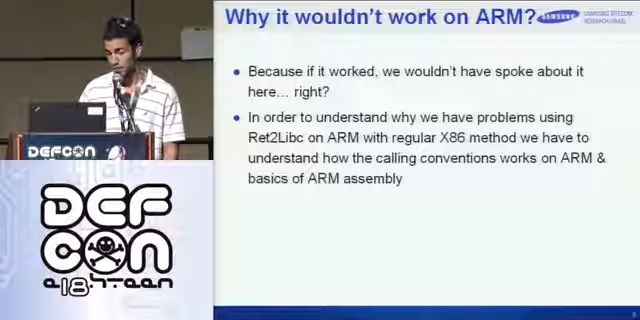 Why it wouldn't work on ARM?
SAMSUNG
● Because if it worked, we wouldn't have spoke about it
here... right?
● In order to understand why we have problems using
Ret2Libc on ARM with regular X86 method we have to
understand how the calling conventions works on ARM &
basics of ARM assembly
DEFCON
DEF
CON
e18hteen